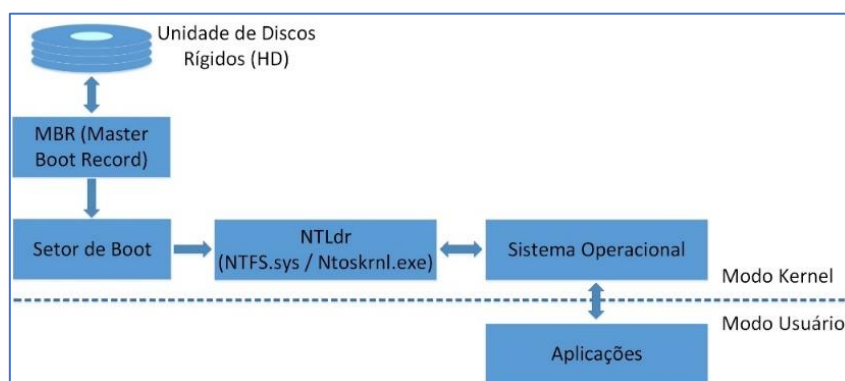 Unidade de Discos
Rígidos (HD)
MBR (Master
Boot Record)
Setor de Boot
NTLdr
(NTFS.sys / Ntoskrnl.exe)
Sistema Operacional
Modo Kernel
Modo Usuário
Aplicações